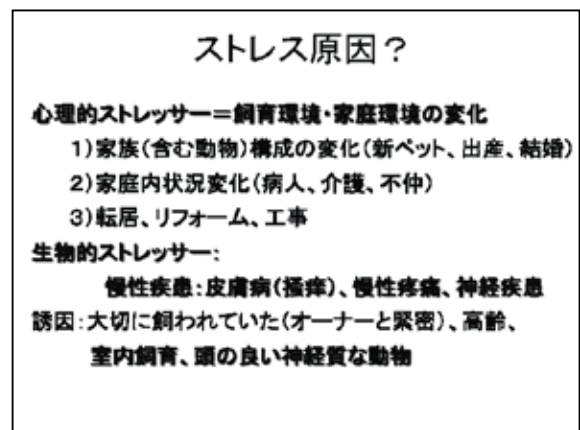 ストレス原因？
心理的ストレッサー＝飼育環境・家庭環境の変化
1)家族(含む動物)構成の変化(新ペット、出産、結婚)
2)家庭内状況変化(病人、介護、不仲)
3)転居、リフォーム、工事
生物的ストレッサー：
慢性疾患：皮膚病(掻痒)、慢性疼痛、神経疾患
誘因：大切に飼われていた(オーナーと緊密)、高齢、
室内飼育、頭の良い神経質な動物